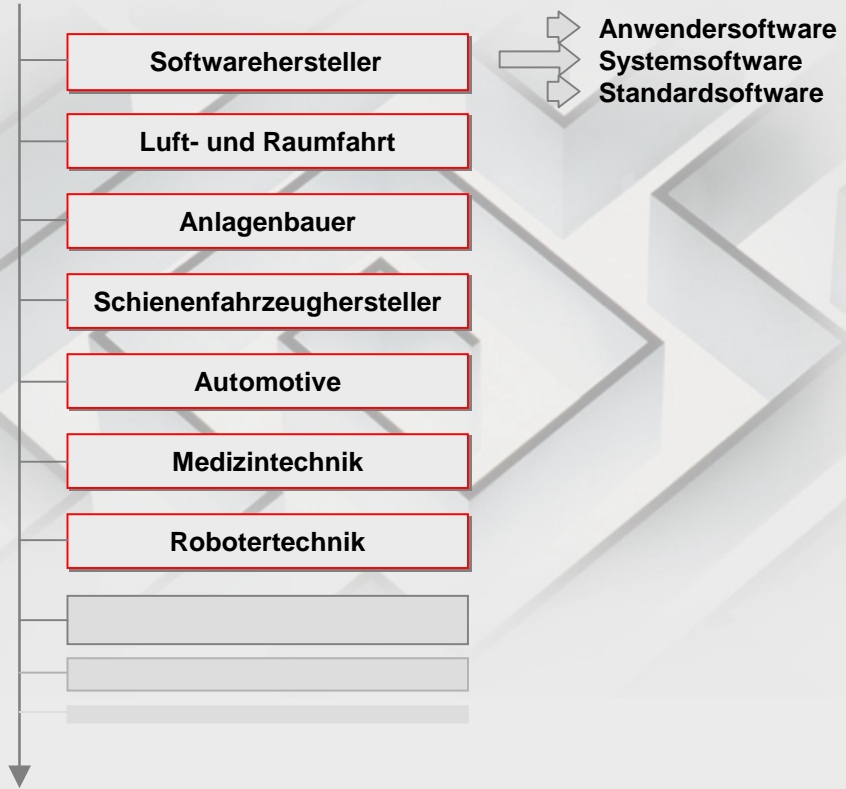 Softwarehersteller
Anwendersoftware
Systemsoftware
Standardsoftware
Luft- und Raumfahrt
Anlagenbauer
Schienenfahrzeughersteller
Automotive
Medizintechnik
Robotertechnik